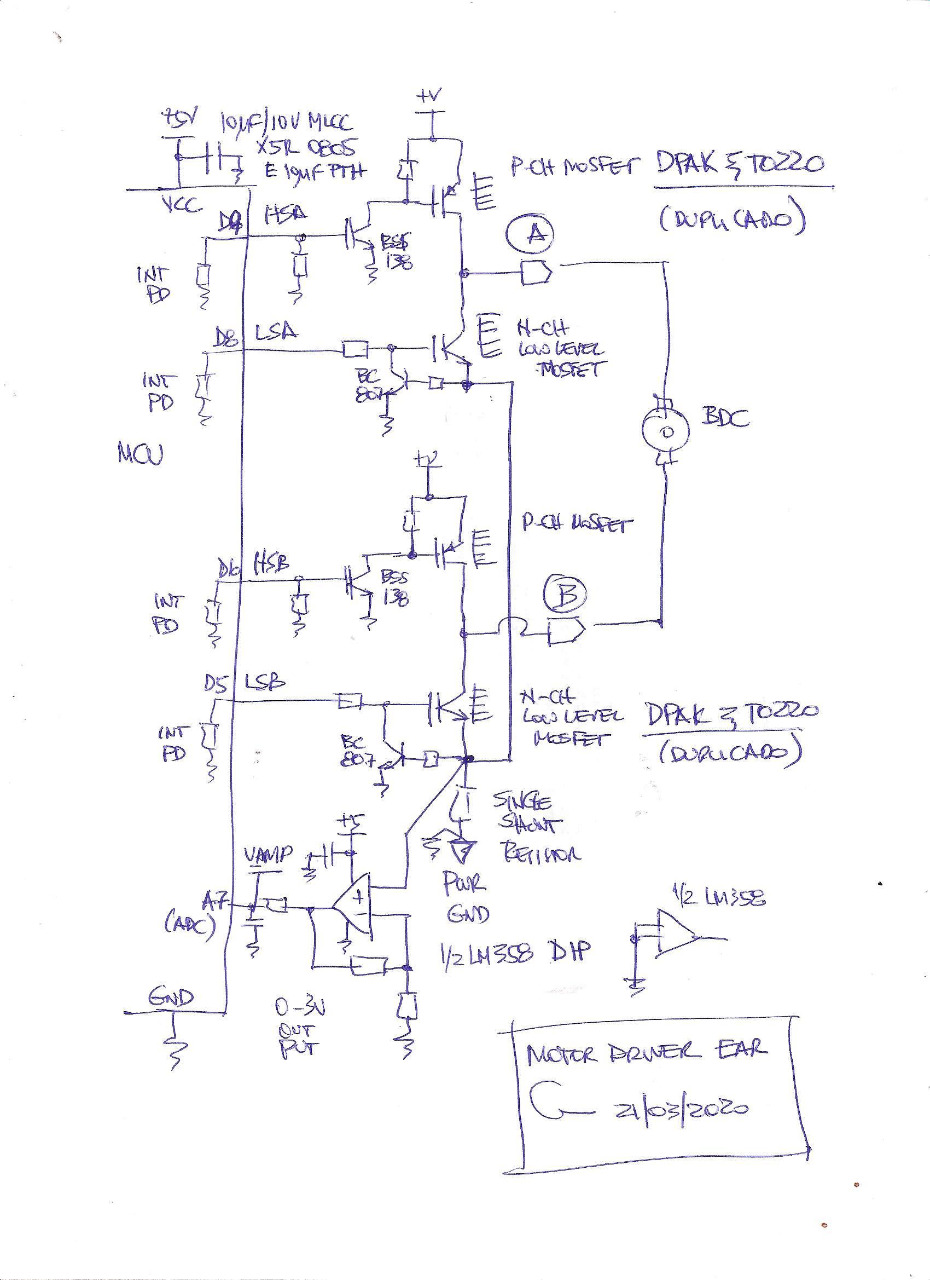 +5V
10µF/10V MLCC
X5R 0805
E 10µF PTH
VCC
+V
P-CH MOSFET
DPAK & TO220
(DUPLICADO)
D9
HSA
BSS
138
INT
PD
A
D8
LSA
N-CH
LOW LEVEL
MOSFET
INT
PD
BC
807
BDC
MCU
+V
P-CH MOSFET
D6
HSB
BSS
138
INT
PD
B
D5
LSB
N-CH
LOW LEVEL
MOSFET
DPAK & TO220
(DUPLICADO)
INT
PD
BC
807
SINGLE
SHUNT
RETIHOR
+5
VAMP
+
-
A7
(ADC)
PWR
GND
1/2 LM358 DIP
1/2 LM358
GND
0-3V
OUT
PUT
MOTOR DRIVER EAR
21/03/2020